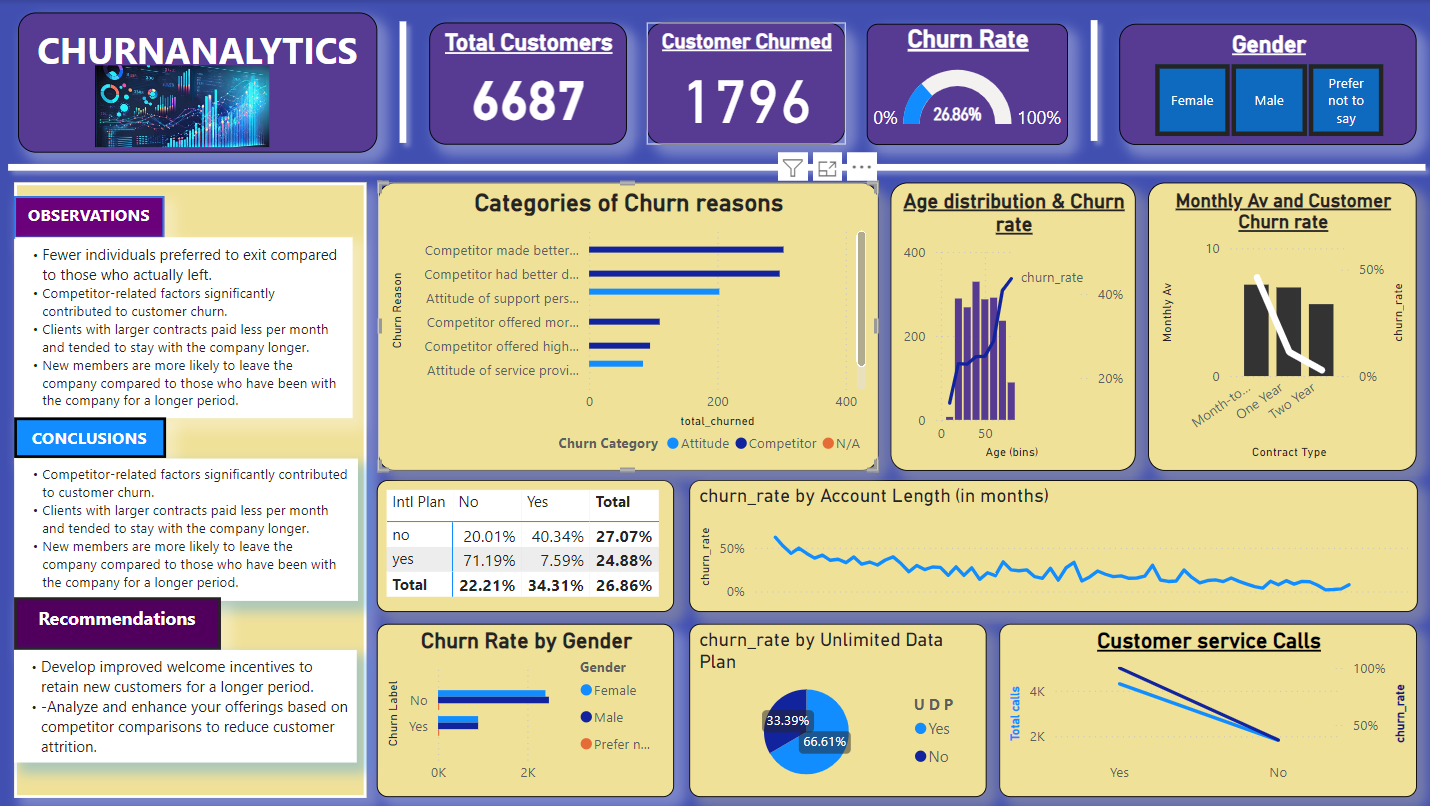 CHURNANALYTICS
Total Customers
6687
Customer Churned
1796
Churn Rate
0%
26.86%
100%
Gender
Female
Male
Prefer
not to
say
OBSERVATIONS
• Fewer individuals preferred to exit compared
to those who actually left.
• Competitor-related factors significantly
contributed to customer churn.
• Clients with larger contracts paid less per month
and tended to stay with the company longer.
• New members are more likely to leave the
company compared to those who have been with
the company for a longer period.
CONCLUSIONS
• Competitor-related factors significantly contributed
to customer churn.
• Clients with larger contracts paid less per month
and tended to stay with the company longer.
• New members are more likely to leave the
company compared to those who have been with
the company for a longer period.
Recommendations
• Develop improved welcome incentives to
retain new customers for a longer period.
• -Analyze and enhance your offerings based on
competitor comparisons to reduce customer
attrition.
Categories of Churn reasons
Churn Reason
Competitor made better...
Competitor had better d...
Attitude of support pers...
Competitor offered mor...
Competitor offered high...
Attitude of service provi...
0 200 400
total_churned
Churn Category Attitude Competitor N/A
Age distribution & Churn
rate
400
200
0
churn_rate
40%
20%
0 50
Age (bins)
Monthly Av and Customer
Churn rate
Monthly Av
10
0
50%
0%
churn_rate
Month-to...
One Year
Two Year
Contract Type
Intl Plan No Yes Total
no 20.01% 40.34% 27.07%
yes 71.19% 7.59% 24.88%
Total 22.21% 34.31% 26.86%
churn_rate by Account Length (in months)
churn_rate
50%
0%
Churn Rate by Gender
Churn Label
No
Yes
0K 2K
Gender
Female
Male
Prefer n...
churn_rate by Unlimited Data
Plan
33.39%
66.61%
U D P
Yes
No
Customer service Calls
Total calls
4K
2K
100%
50%
churn_rate
Yes No